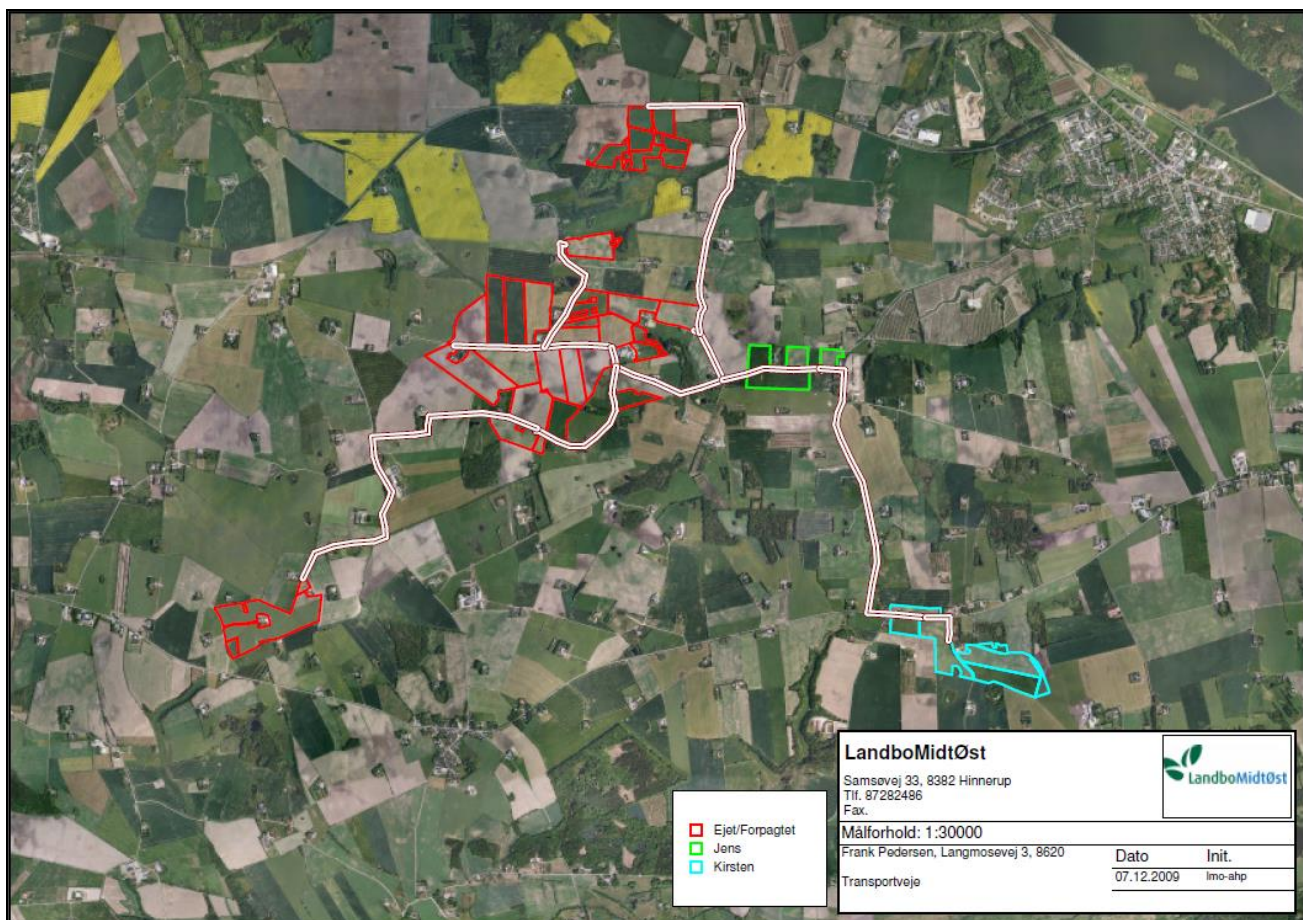 Ejet/Forpagtet
Jens
Kirsten
LandboMidtØst
Samsøvej 33, 8382 Hinnerup
Tlf. 87282486
Fax.
LandboMidtØst
Målforhold: 1:30000
Frank Pedersen, Langmosevej 3, 8620
Transportveje
Dato Init.
07.12.2009 lmo-ahp